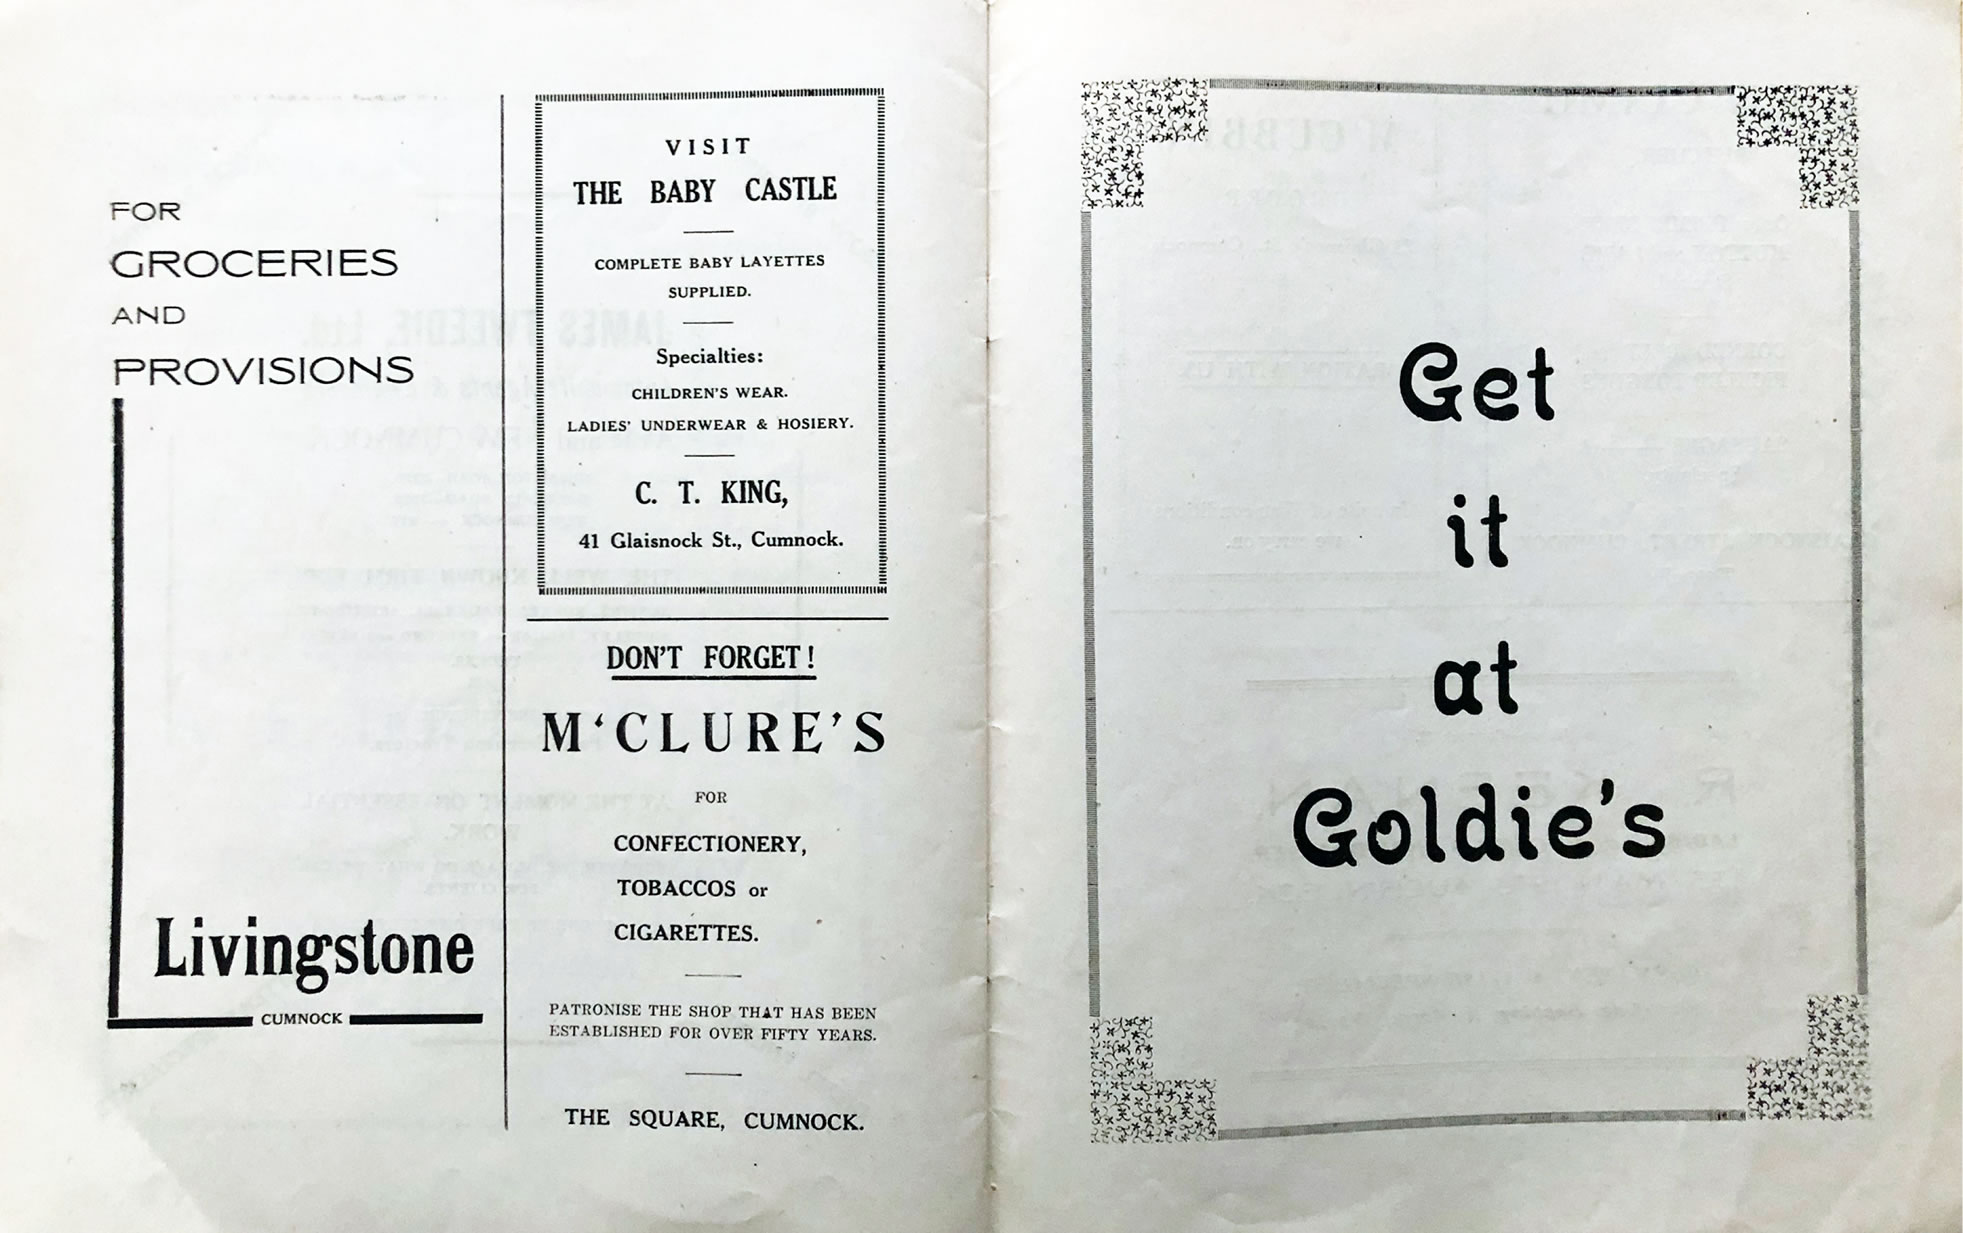 FOR
GROCERIES
AND
PROVISIONS
Livingstone
CUMNOCK
VISIT
THE BABY CASTLE
COMPLETE BABY LAYETTES
SUPPLIED.
Specialties:
CHILDREN'S WEAR.
LADIES' UNDERWEAR & HOSIERY.
C. T. KING,
41 Glaisnock St., Cumnock.
DON'T FORGET!
M‘CLURE’S
FOR
CONFECTIONERY,
TOBACCOS or
CIGARETTES.
PATRONISE THE SHOP THAT HAS BEEN
ESTABLISHED FOR OVER FIFTY YEARS.
THE SQUARE, CUMNOCK.
Get
it
at
Goldie's